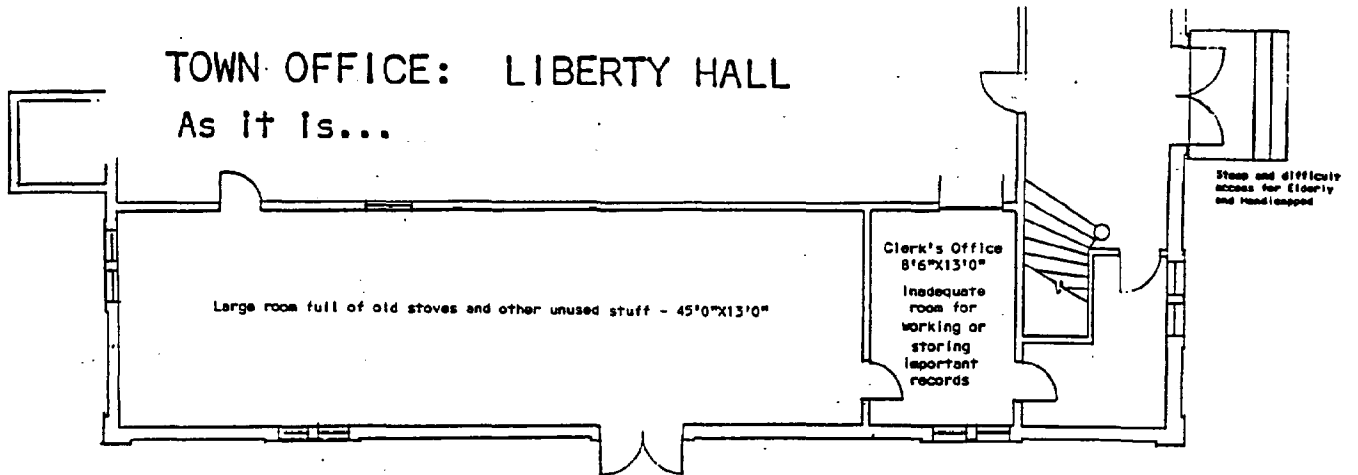 TOWN OFFICE: LIBERTY HALL
As it is...
Steep and difficult
access for Elderly
and Handicapped
Clerk's Office
8'6"X13'0"
Inadequate
room for
working or
storing
important
records
Large room full of old stoves and other unused stuff - 45'0"X13'0"